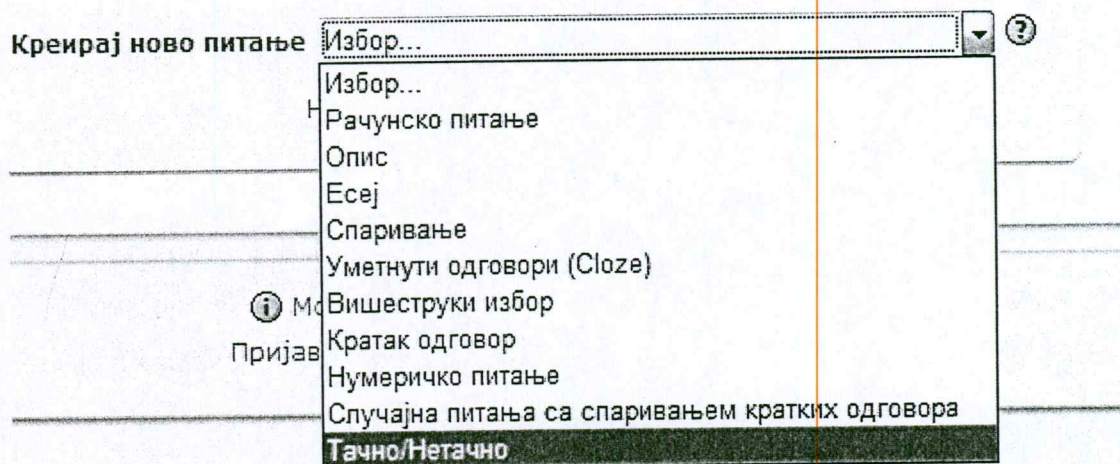 Креирај ново питање Избор...
Избор...
Рачунско питање
Опис
Есеј
Спаривање
Уметнути одговори (Cloze)
Вишеструки избор
Пријав Кратак одговор
Нумеричко питање
Случајна питања са спаривањем кратких одговора
Тачно/Нетачно